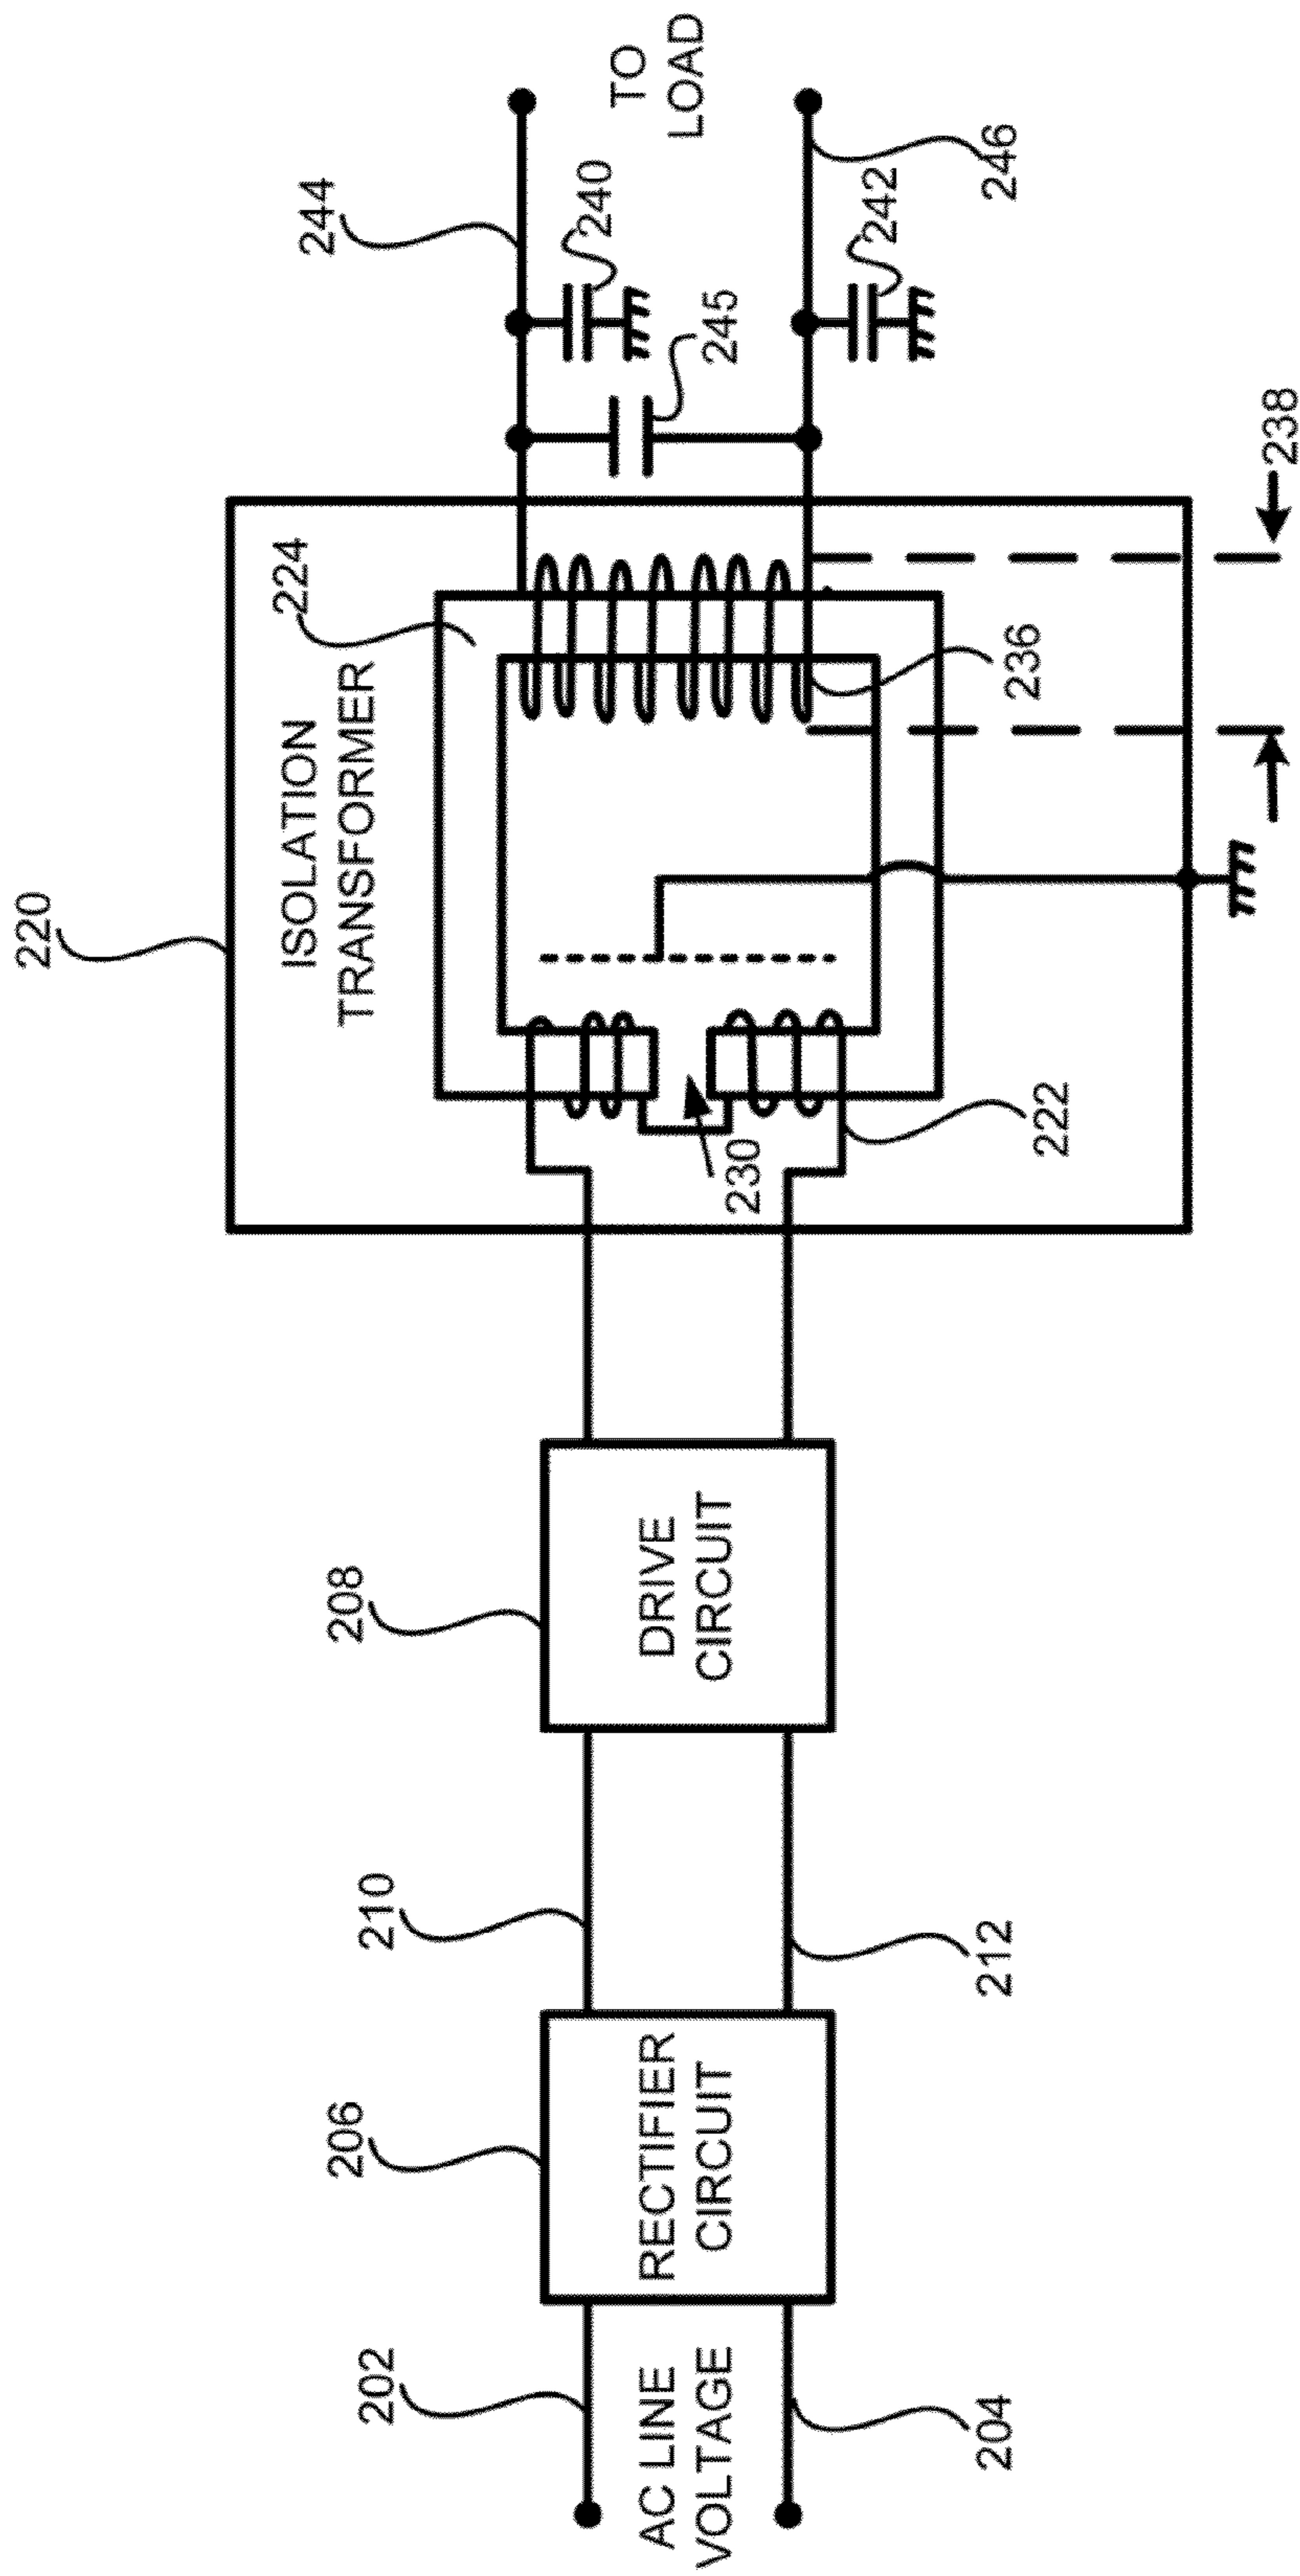 220
ISOLATION
TRANSFORMER
224
244
240
245
TO
LOAD
242
246
238
236
222
230
208
DRIVE
CIRCUIT
210
212
206
RECTIFIER
CIRCUIT
202
AC LINE
VOLTAGE
204